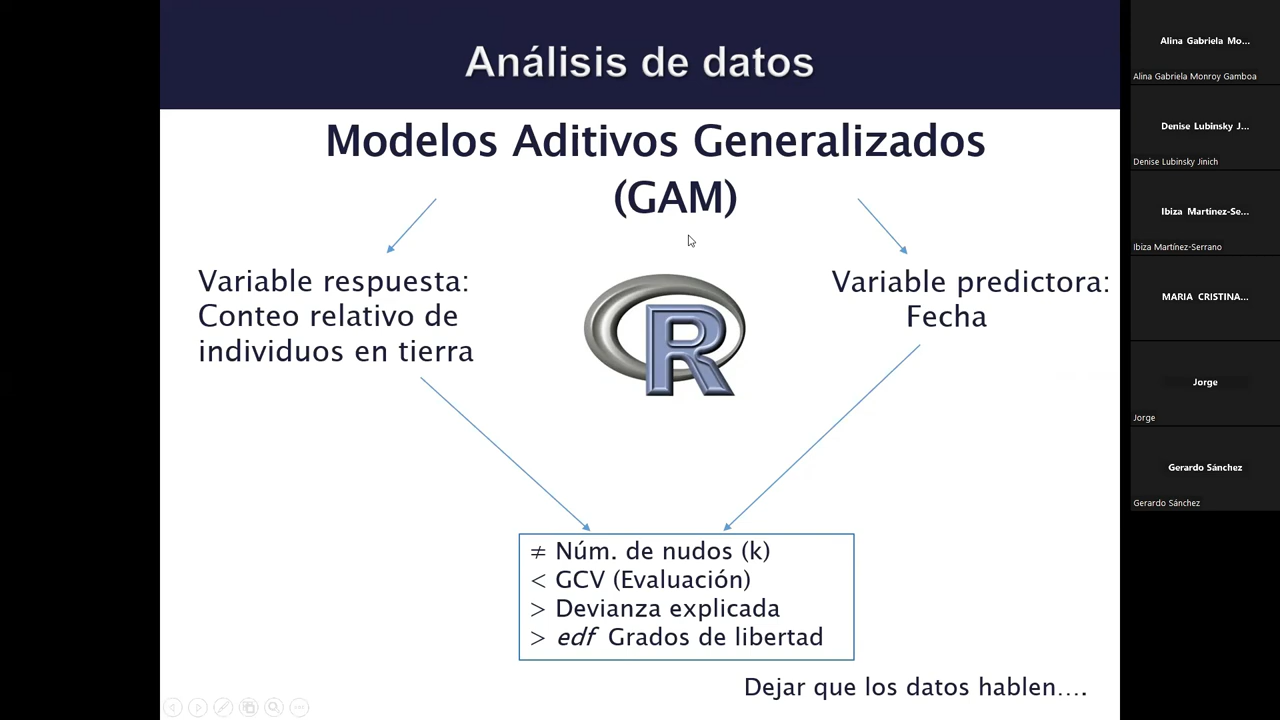 Análisis de datos
Modelos Aditivos Generalizados
(GAM)
Variable respuesta:
Conteo relativo de
individuos en tierra
R
Variable predictora:
Fecha
≠ Núm. de nudos (k)
< GCV (Evaluación)
> Devianza explicada
> edf Grados de libertad
Dejar que los datos hablen....
Alina Gabriela Mo...
Alina Gabriela Monroy Gamboa
Denise Lubinsky J...
Denise Lubinsky Jinich
Ibiza Martínez-Se...
Ibiza Martínez-Serrano
MARIA CRISTINA...
Jorge
Jorge
Gerardo Sánchez
Gerardo Sánchez